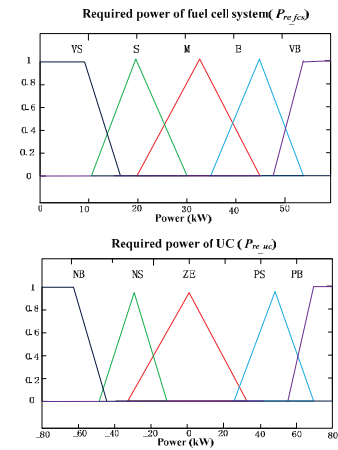 Required power of fuel cell system( P_re_fcs)
VS S M B VB
1
0.8
0.6
0.4
0.2
0
0 10 20 30 40 50
Power (kW)
Required power of UC ( P_re_uc)
NB NS ZE PS PB
1
0.8
0.6
0.4
0.2
0
-80 -60 -40 -20 0 20 40 60 80
Power (kW)